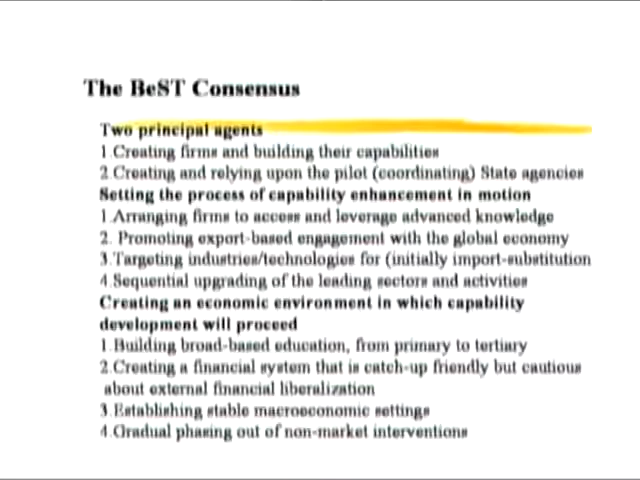 The BeST Consensus
Two principal agents
1.Creating firms and building their capabilities
2.Creating and relying upon the pilot (coordinating) State agencies
Setting the process of capability enhancement in motion
1.Arranging firms to access and leverage advanced knowledge
2. Promoting export-based engagement with the global economy
3.Targeting industries/technologies for (initially import-substitution
4.Sequential upgrading of the leading sectors and activities
Creating an economic environment in which capability
development will proceed
1.Building broad-based education, from primary to tertiary
2.Creating a financial system that is catch-up friendly but cautious
about external financial liberalization
3.Establishing stable macroeconomic settings
4.Gradual phasing out of non-market interventions